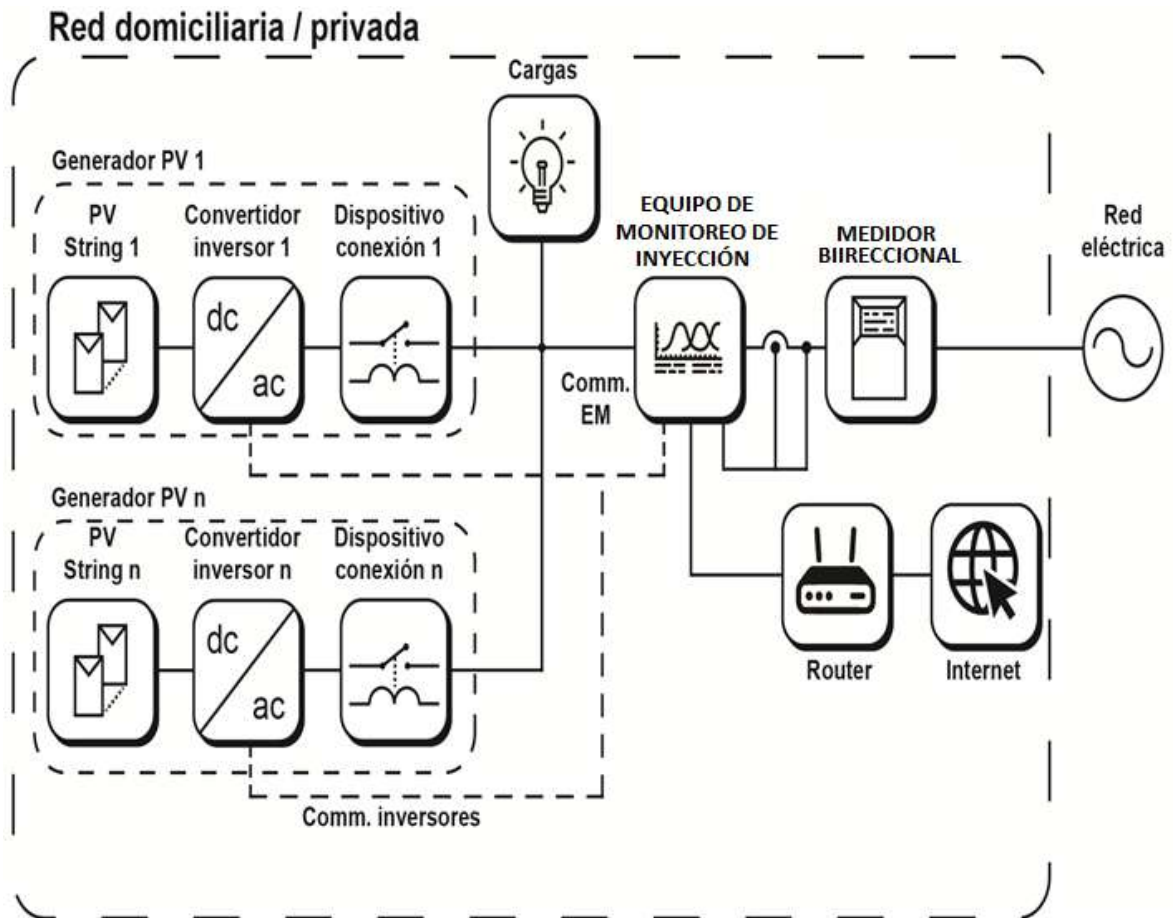 Red domiciliaria / privada
Cargas
Generador PV 1
PV
String 1
Convertidor
inversor 1
Dispositivo
conexión 1
EQUIPO DE
MONITOREO DE
INYECCIÓN
MEDIDOR
BIIRECCIONAL
Red
eléctrica
dc
ac
Comm.
EM
Generador PV n
PV
String n
Convertidor
inversor n
Dispositivo
conexión n
dc
ac
Router
Internet
Comm. inversores